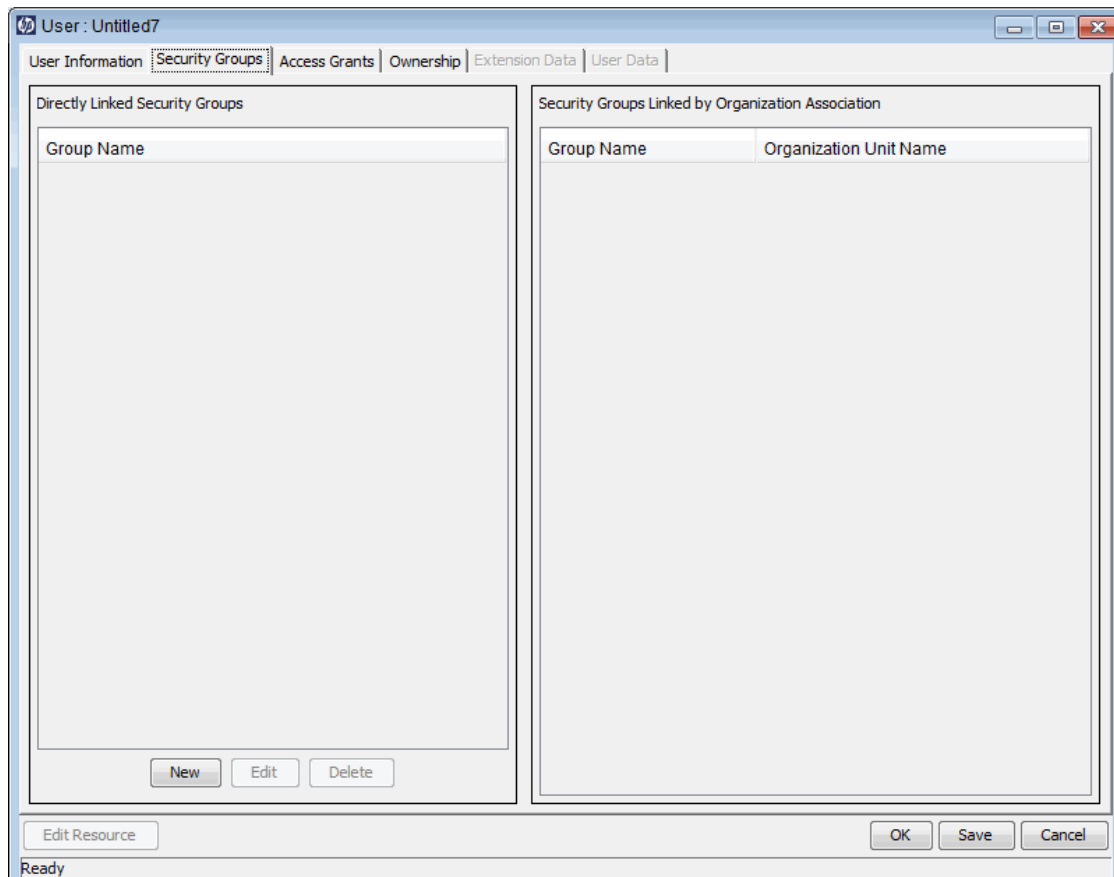 User : Untitled7
User Information Security Groups Access Grants Ownership Extension Data User Data
Directly Linked Security Groups
Group Name
New Edit Delete
Security Groups Linked by Organization Association
Group Name Organization Unit Name
Edit Resource OK Save Cancel
Ready